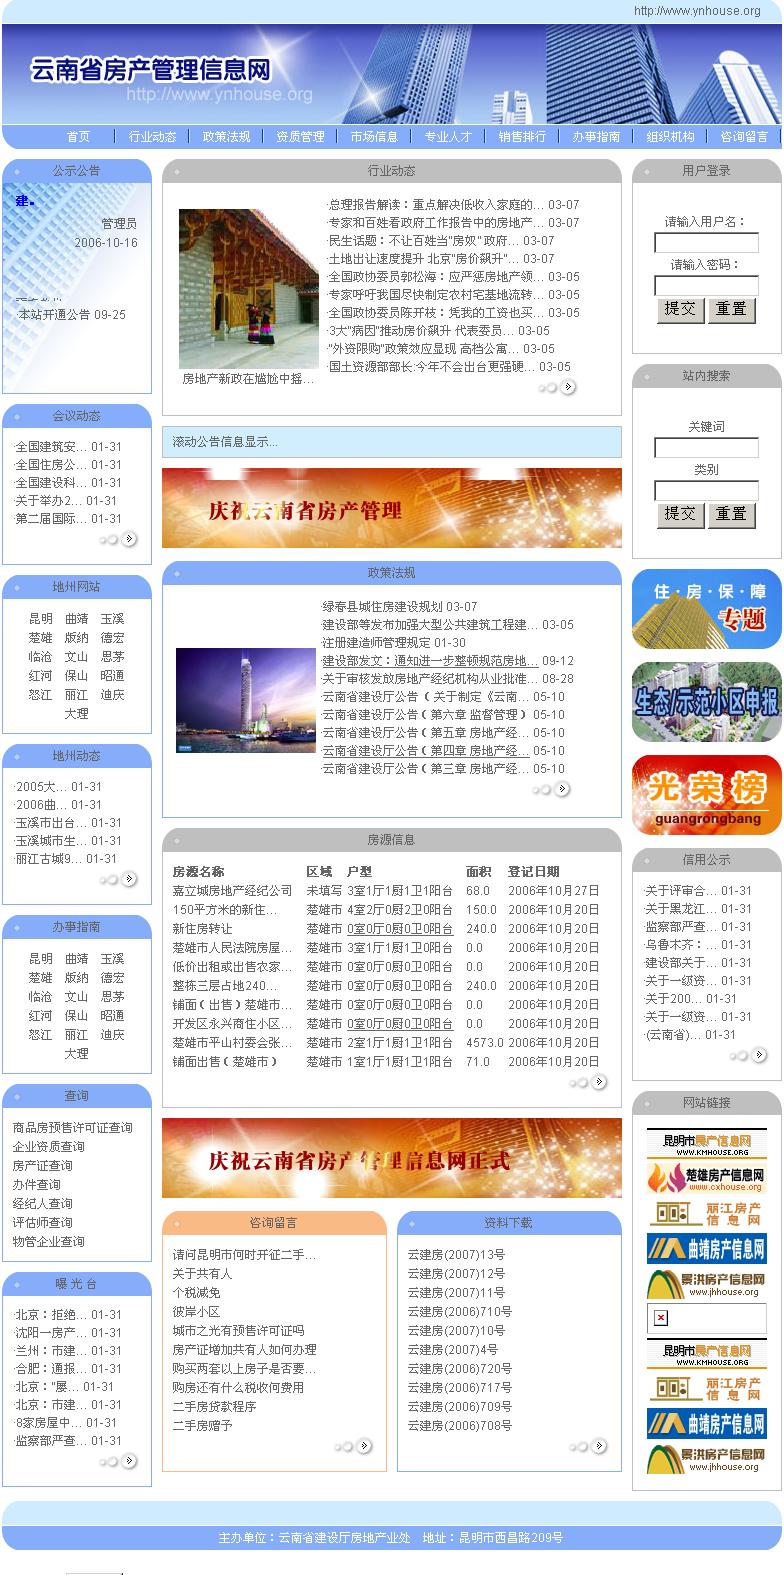 http://www.ynhouse.org
云南省房产管理信息网
http://www.ynhouse.org
首页 行业动态 政策法规 资质管理 市场信息 专业人才 销售排行 办事指南 组织机构 咨询留言
公示公告
建。
管理员
2006-10-16
·本站开通公告 09-25
会议动态
·全国建筑安... 01-31
·全国住房公... 01-31
·全国建设科... 01-31
·关于举办2... 01-31
·第二届国际... 01-31
地州网站
昆明 曲靖 玉溪
楚雄 版纳 德宏
临沧 文山 思茅
红河 保山 昭通
怒江 丽江 迪庆
大理
地州动态
·2005大... 01-31
·2006曲... 01-31
·玉溪市出台... 01-31
·玉溪城市生... 01-31
·丽江古城9... 01-31
办事指南
昆明 曲靖 玉溪
楚雄 版纳 德宏
临沧 文山 思茅
红河 保山 昭通
怒江 丽江 迪庆
大理
查询
商品房预售许可证查询
企业资质查询
房产证查询
办件查询
经纪人查询
评估师查询
物管企业查询
曝 光 台
·北京：拒绝... 01-31
·沈阳一房产... 01-31
·兰州：市建... 01-31
·合肥：通报... 01-31
·北京："屡... 01-31
·北京：市建... 01-31
·8家房屋中... 01-31
·监察部严查... 01-31
行业动态
房地产新政在尴尬中摇...
·总理报告解读：重点解决低收入家庭的... 03-07
·专家和百姓看政府工作报告中的房地产... 03-07
·民生话题：不让百姓当"房奴" 政府... 03-07
·土地出让速度提升 北京"房价飙升"... 03-07
·全国政协委员郭松海：应严惩房地产领... 03-05
·专家呼吁我国尽快制定农村宅基地流转... 03-05
·全国政协委员陈开枝：凭我的工资也买... 03-05
·3大"病因"推动房价飙升 代表委员... 03-05
·"外资限购"政策效应显现 高档公寓... 03-05
·国土资源部部长:今年不会出台更强硬... 03-05
滚动公告信息显示...
庆祝云南省房产管理
政策法规
·绿春县城住房建设规划 03-07
·建设部等发布加强大型公共建筑工程建... 03-05
·注册建造师管理规定 01-30
·建设部发文：通知进一步整顿规范房地... 09-12
·关于审核发放房地产经纪机构从业批准... 08-28
·云南省建设厅公告（关于制定《云南... 05-10
·云南省建设厅公告（第六章 监督管理） 05-10
·云南省建设厅公告（第五章 房地产经... 05-10
·云南省建设厅公告（第四章 房地产经... 05-10
·云南省建设厅公告（第三章 房地产经... 05-10
房源信息
房源名称 区域 户型 面积 登记日期
嘉立城房地产经纪公司 未填写 3室1厅1厨1卫1阳台 68.0 2006年10月27日
150平方米的新住... 楚雄市 4室2厅0厨2卫0阳台 150.0 2006年10月20日
新住房转让 楚雄市 0室0厅0厨0卫0阳台 240.0 2006年10月20日
楚雄市人民法院房屋... 楚雄市 3室1厅1厨1卫1阳台 0.0 2006年10月20日
低价出租或出售农家... 楚雄市 0室0厅0厨0卫0阳台 0.0 2006年10月20日
整栋三层占地240... 楚雄市 0室0厅0厨0卫0阳台 240.0 2006年10月20日
铺面（出售）楚雄市... 楚雄市 0室0厅0厨0卫0阳台 0.0 2006年10月20日
开发区永兴商住小区... 楚雄市 0室0厅0厨0卫0阳台 0.0 2006年10月20日
楚雄市平山村委会张... 楚雄市 2室1厅1厨1卫1阳台 4573.0 2006年10月20日
铺面出售（楚雄市） 楚雄市 1室1厅1厨1卫1阳台 71.0 2006年10月20日
庆祝云南省房产管理信息网正式
咨询留言
请问昆明市何时开征二手...
关于共有人
个税减免
彼岸小区
城市之光有预售许可证吗
房产证增加共有人如何办理
购买两套以上房子是否要...
购房还有什么税收何费用
二手房贷款程序
二手房赠予
资料下载
云建房(2007)13号
云建房(2007)12号
云建房(2007)11号
云建房(2006)710号
云建房(2007)10号
云建房(2007)4号
云建房(2006)720号
云建房(2006)717号
云建房(2006)709号
云建房(2006)708号
用户登录
请输入用户名：
请输入密码：
提交 重置
站内搜索
关键词
类别
提交 重置
住·房·保·障
专题
生态/示范小区申报
光荣榜
guangrongbang
信用公示
·关于评审合... 01-31
·关于黑龙江... 01-31
·监察部严查... 01-31
·乌鲁木齐：... 01-31
·建设部关于... 01-31
·关于一级资... 01-31
·关于200... 01-31
·关于一级资... 01-31
·(云南省)... 01-31
网站链接
昆明市房产信息网
WWW.KMHOUSE.ORG
楚雄房产信息网
www.cxhouse.org
丽江房产
信息网
曲靖房产信息网
景洪房产信息网
www.jhhouse.org
昆明市房产信息网
WWW.KMHOUSE.ORG
丽江房产
信息网
曲靖房产信息网
景洪房产信息网
www.jhhouse.org
主办单位：云南省建设厅房地产业处 地址：昆明市西昌路209号